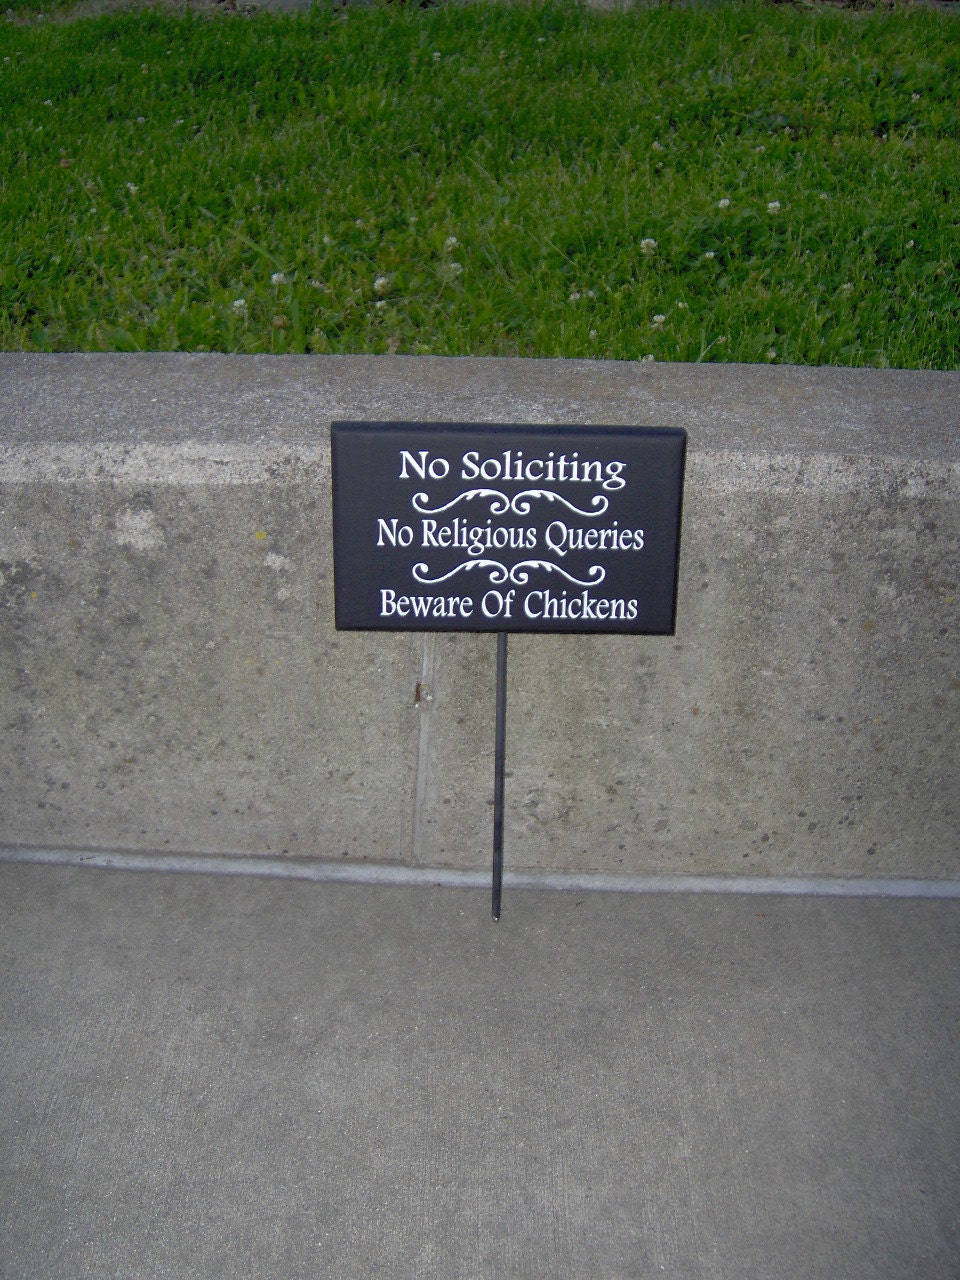 No Soliciting
No Religious Queries
Beware Of Chickens